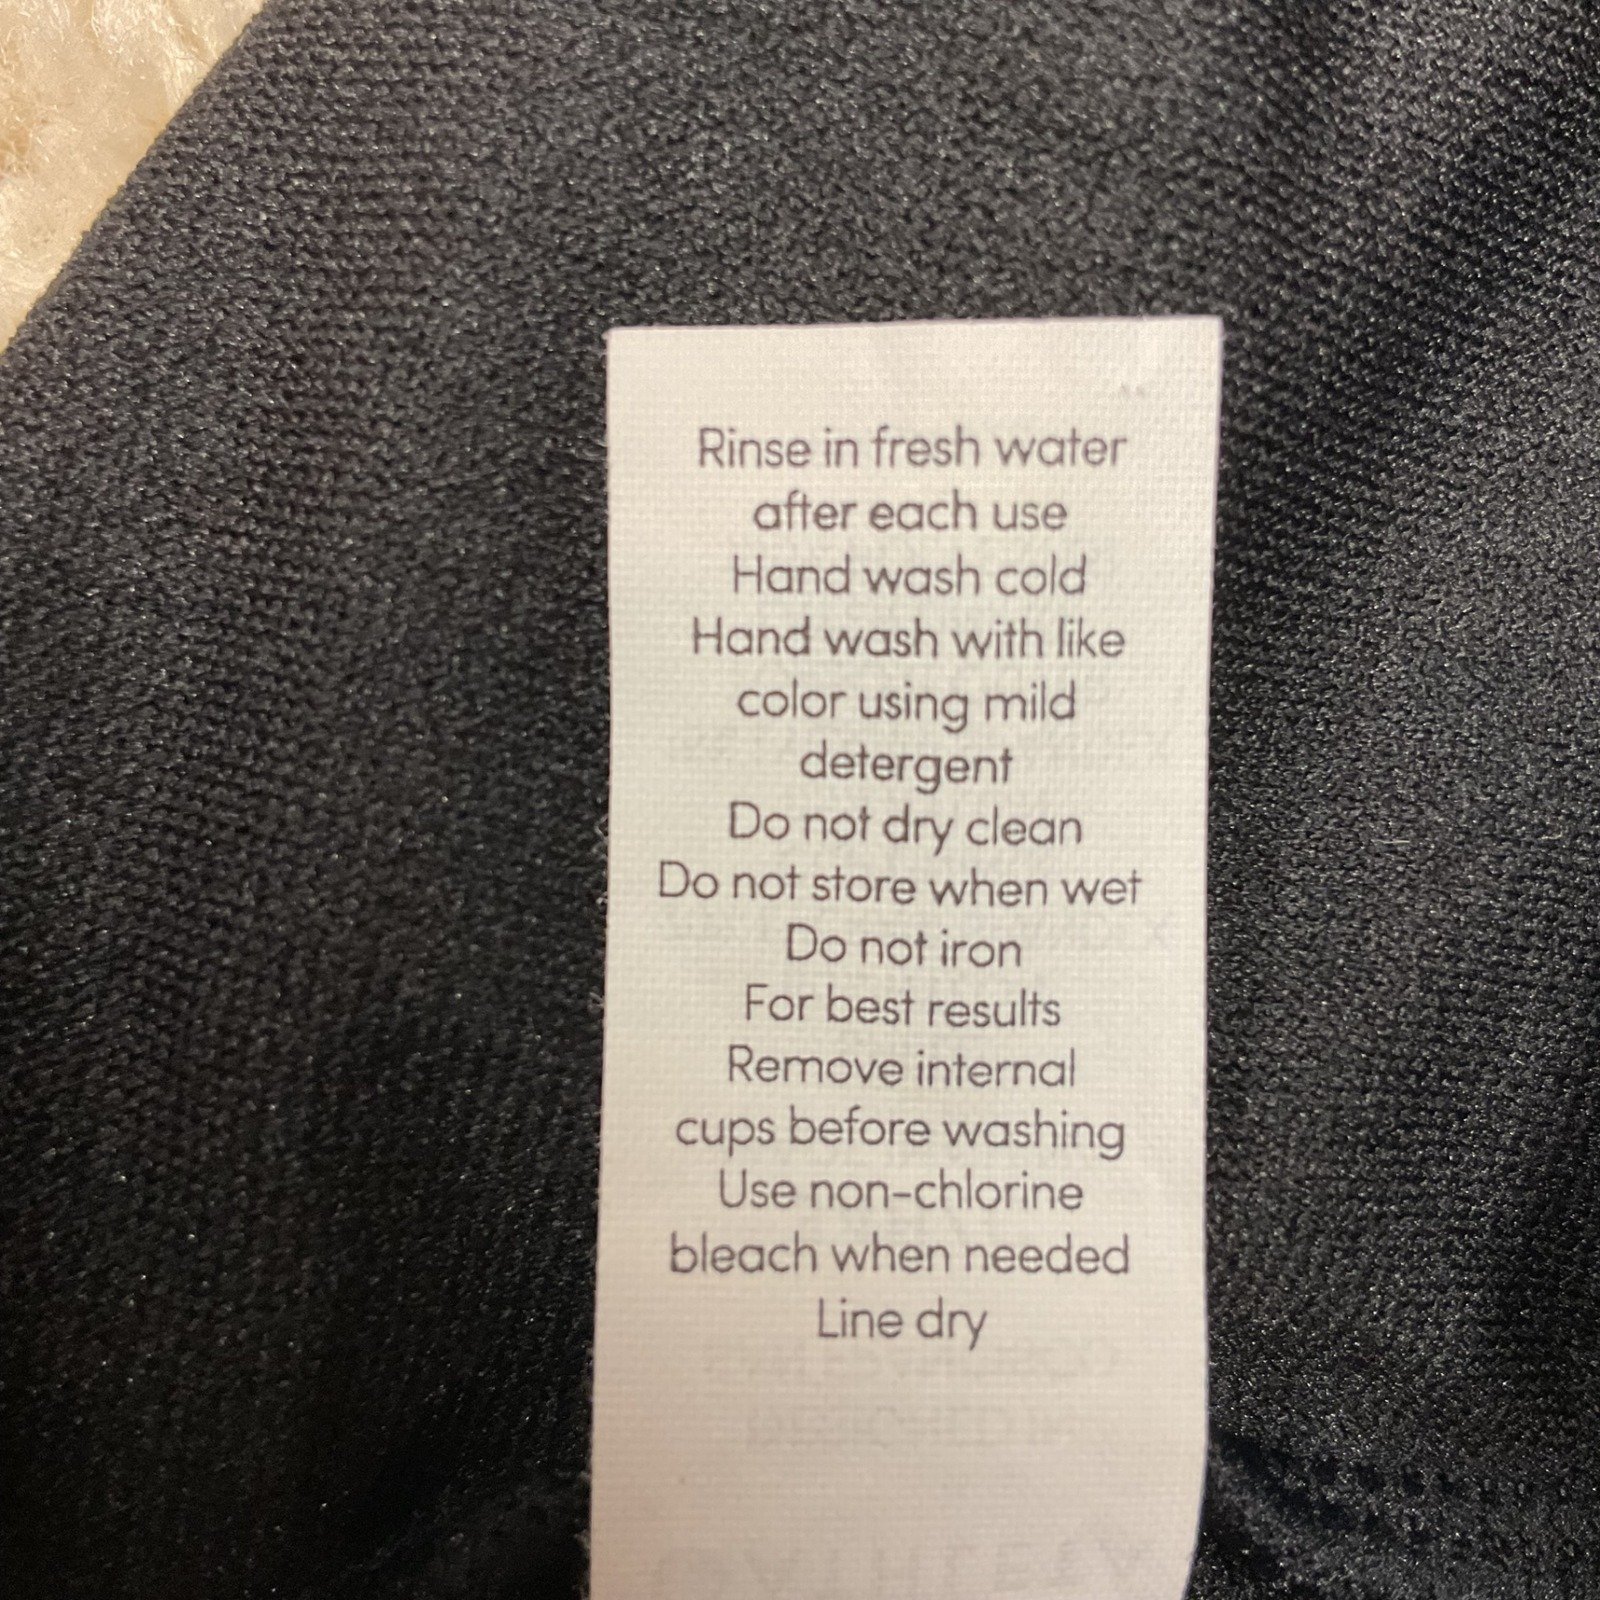 Rinse in fresh water
after each use
Hand wash cold
Hand wash with like
color using mild
detergent
Do not dry clean
Do not store when wet
Do not iron
For best results
Remove internal
cups before washing
Use non-chlorine
bleach when needed
Line dry